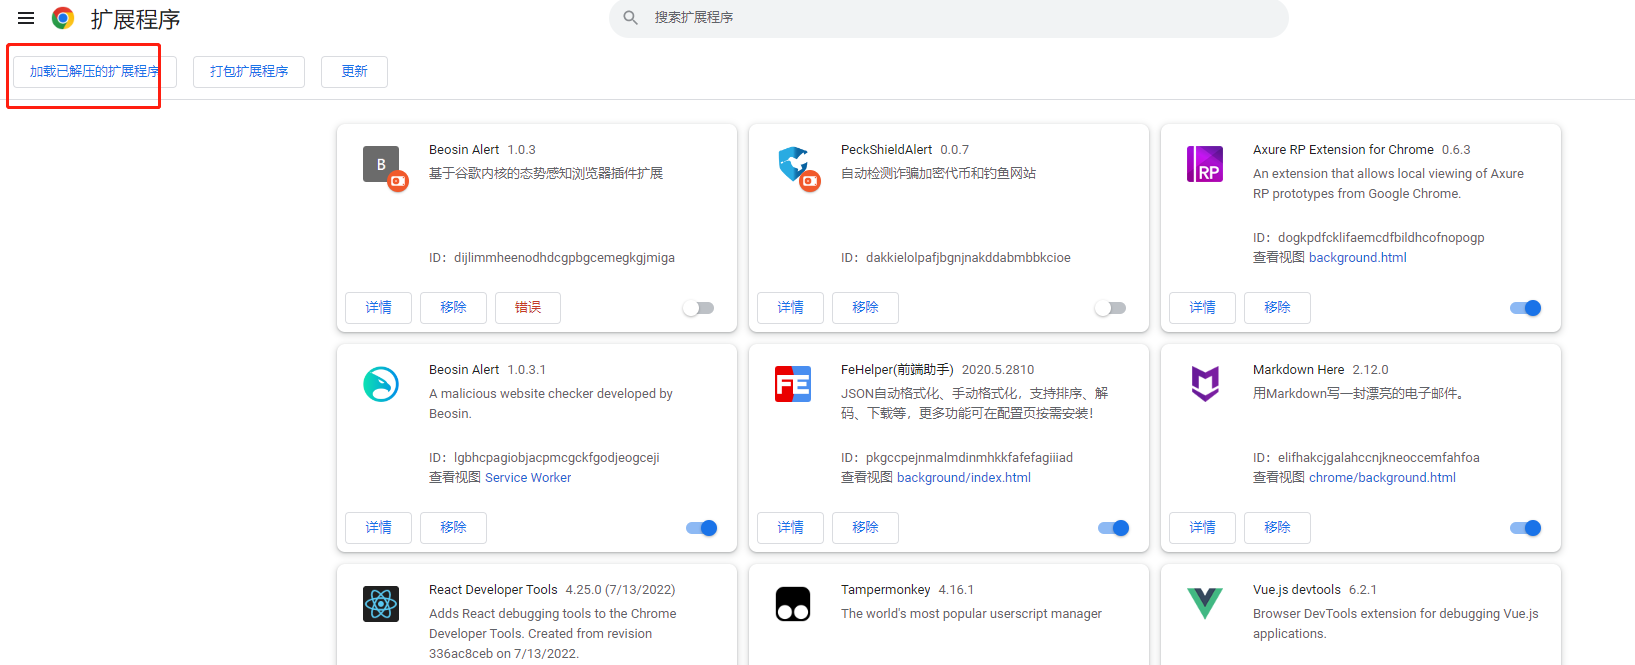 扩展程序
搜索扩展程序
加载已解压的扩展程序
打包扩展程序
更新
B
Beosin Alert 1.0.3
基于谷歌内核的态势感知浏览器插件扩展
ID: dijlimmheenodhdcgpbgcemegkgjmiga
详情
移除
错误
PeckShieldAlert 0.0.7
自动检测诈骗加密代币和钓鱼网站
ID: dakkielolpafjbgnjnakddabmbbkcioe
详情
移除
RP
Axure RP Extension for Chrome 0.6.3
An extension that allows local viewing of Axure
RP prototypes from Google Chrome.
ID: dogkpdfcklifaemcdfbildhcofnopogp
查看视图 background.html
详情
移除
Beosin Alert 1.0.3.1
A malicious website checker developed by
Beosin.
ID: lgbhcpagiobjacpmcgckfgodjeogceji
查看视图 Service Worker
详情
移除
FE
FeHelper(前端助手) 2020.5.2810
JSON自动格式化、手动格式化，支持排序、解
码、下载等，更多功能可在配置页按需安装！
ID: pkgccpejnmalmdinmhkkfafefagiiiad
查看视图 background/index.html
详情
移除
Markdown Here 2.12.0
用Markdown写一封漂亮的电子邮件。
ID: elifhakcjgalahccnjkneoccemfahfoa
查看视图 chrome/background.html
详情
移除
React Developer Tools 4.25.0 (7/13/2022)
Adds React debugging tools to the Chrome
Developer Tools. Created from revision
336ac8ceb on 7/13/2022.
Tampermonkey 4.16.1
The world's most popular userscript manager
Vue.js devtools 6.2.1
Browser DevTools extension for debugging Vue.js
applications.